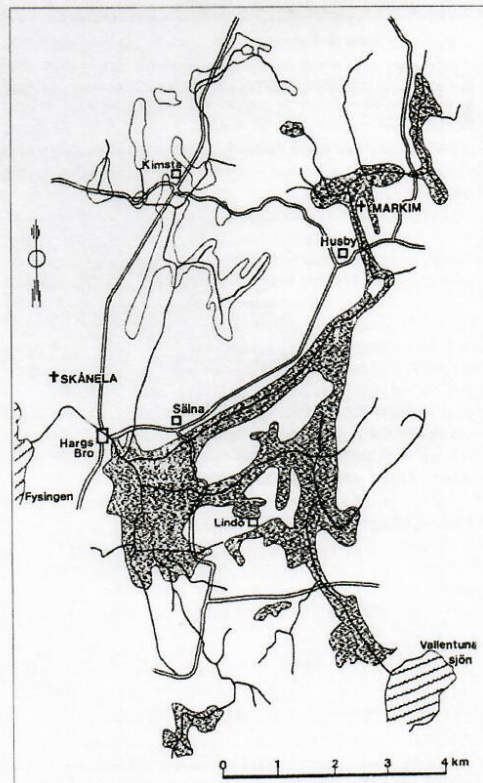 Kimsta
MARKIM
Husby
SKÅNELA
Sälna
Hargs
Bro
Fysingen
Lindö
Vallentuna
sjön
0 1 2 3 4 km